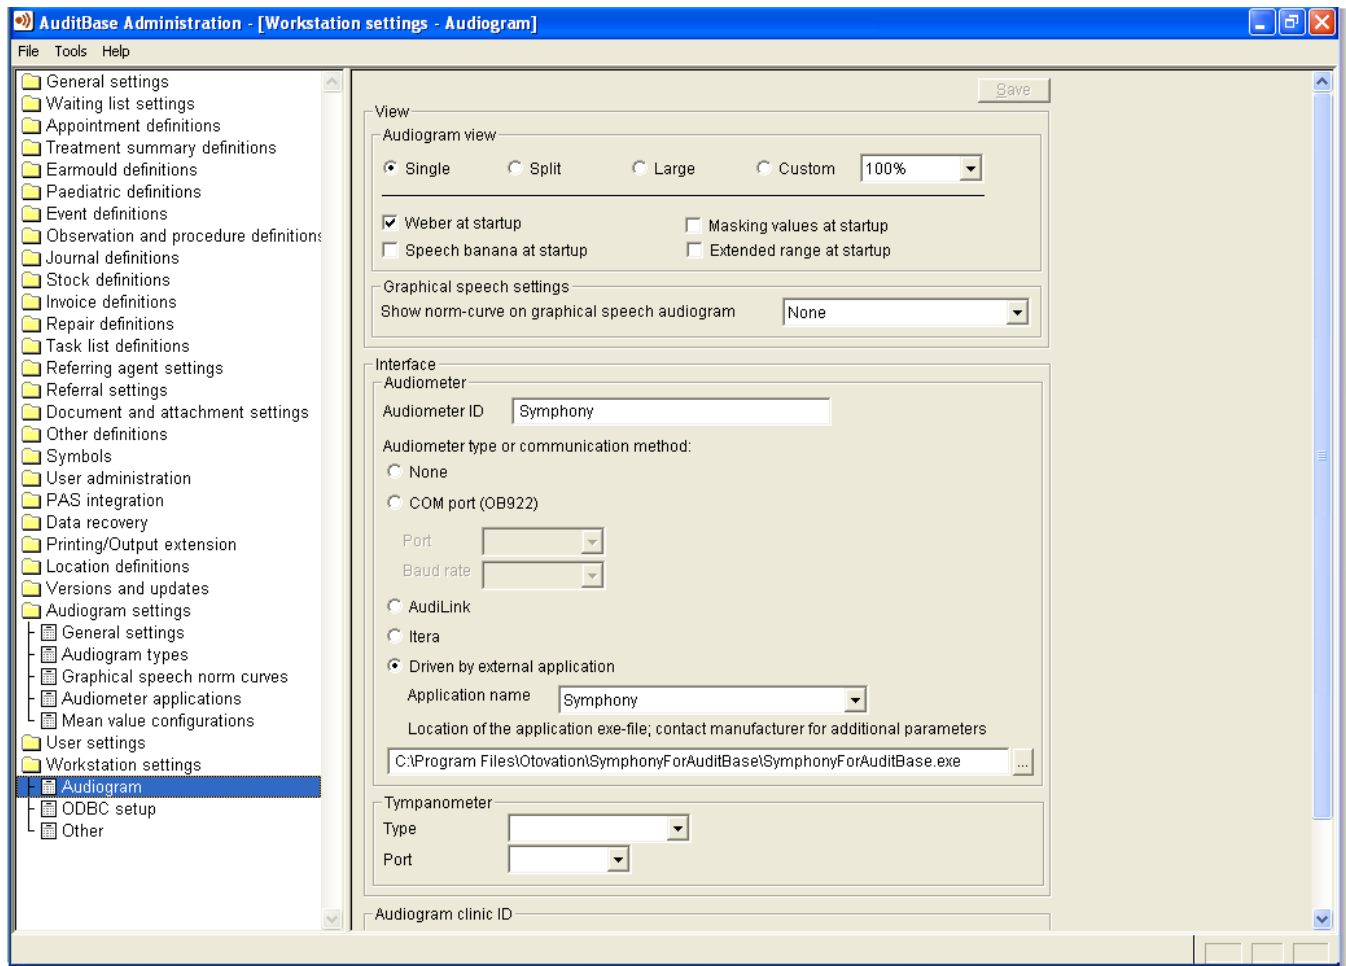 AuditBase Administration - [Workstation settings - Audiogram]
File Tools Help
General settings
Waiting list settings
Appointment definitions
Treatment summary definitions
Earmould definitions
Paediatric definitions
Event definitions
Observation and procedure definitions
Journal definitions
Stock definitions
Invoice definitions
Repair definitions
Task list definitions
Referring agent settings
Referral settings
Document and attachment settings
Other definitions
Symbols
User administration
PAS integration
Data recovery
Printing/Output extension
Location definitions
Versions and updates
Audiogram settings
General settings
Audiogram types
Graphical speech norm curves
Audiometer applications
Mean value configurations
User settings
Workstation settings
Audiogram
ODBC setup
Other
Save
View
Audiogram view
Single Split Large Custom 100%
Weber at startup Masking values at startup
Speech banana at startup Extended range at startup
Graphical speech settings
Show norm-curve on graphical speech audiogram None
Interface
Audiometer
Audiometer ID Symphony
Audiometer type or communication method:
None
COM port (OB922)
Port
Baud rate
AudiLink
Itera
Driven by external application
Application name Symphony
Location of the application exe-file; contact manufacturer for additional parameters
C:\Program Files\Otovation\SymphonyForAuditBase\SymphonyForAuditBase.exe ...
Tympanometer
Type
Port
Audiogram clinic ID